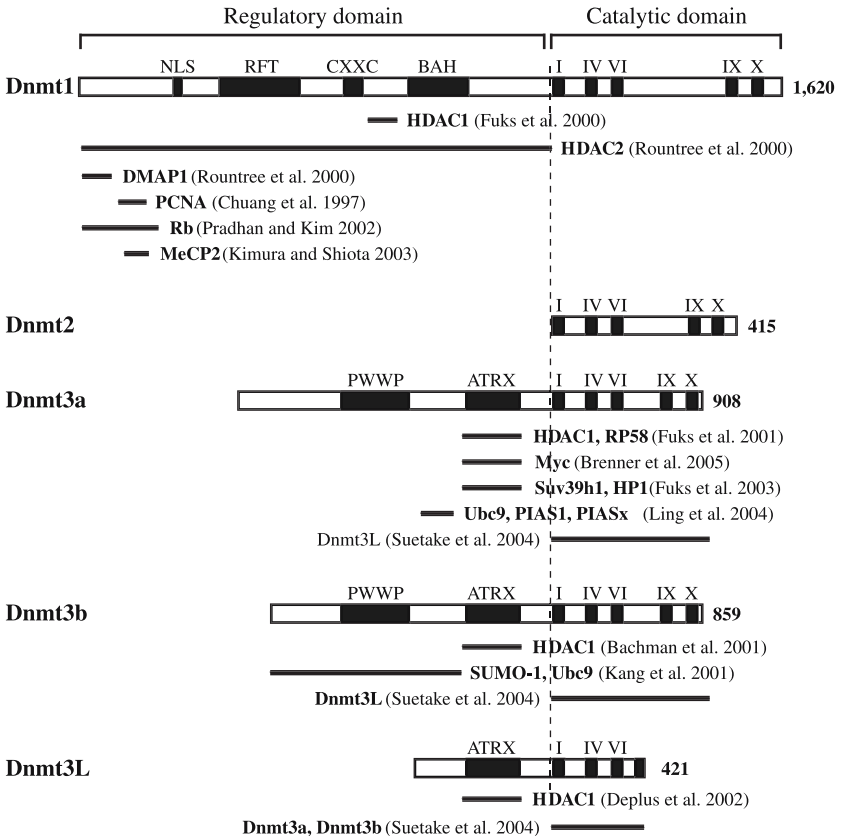 Regulatory domain Catalytic domain
NLS RFT CXXC BAH I IV VI IX X
Dnmt1 1,620
HDAC1 (Fuks et al. 2000)
HDAC2 (Rountree et al. 2000)
DMAP1 (Rountree et al. 2000)
PCNA (Chuang et al. 1997)
Rb (Pradhan and Kim 2002)
MeCP2 (Kimura and Shiota 2003)
I IV VI IX X
Dnmt2 415
PWWP ATRX I IV VI IX X
Dnmt3a 908
HDAC1, RP58 (Fuks et al. 2001)
Myc (Brenner et al. 2005)
Suv39h1, HP1 (Fuks et al. 2003)
Ubc9, PIAS1, PIASx (Ling et al. 2004)
Dnmt3L (Suetake et al. 2004)
PWWP ATRX I IV VI IX X
Dnmt3b 859
HDAC1 (Bachman et al. 2001)
SUMO-1, Ubc9 (Kang et al. 2001)
Dnmt3L (Suetake et al. 2004)
ATRX I IV VI
Dnmt3L 421
HDAC1 (Deplus et al. 2002)
Dnmt3a, Dnmt3b (Suetake et al. 2004)